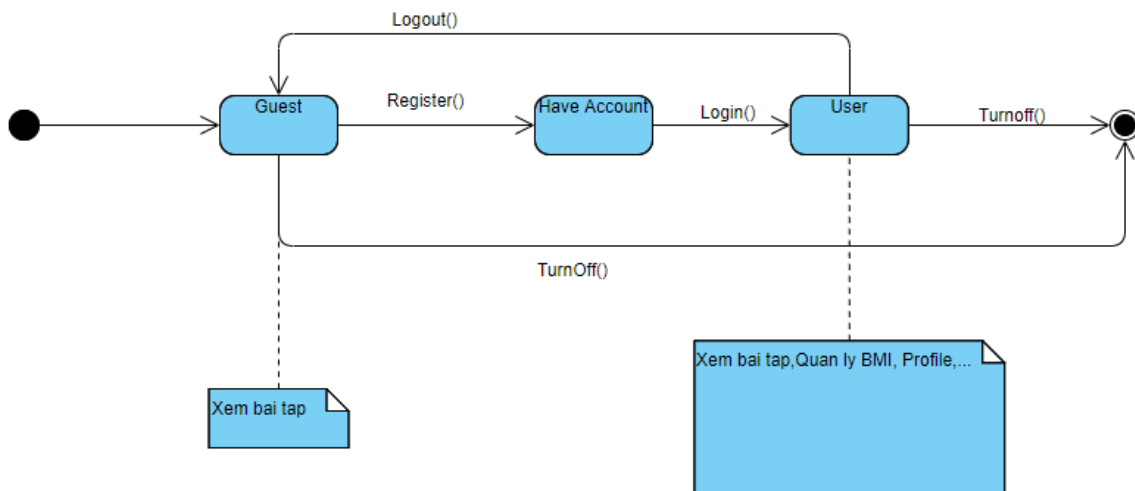 Logout()
Guest
Register()
Have Account
Login()
User
Turnoff()
TurnOff()
Xem bai tap
Xem bai tap,Quan ly BMI, Profile,...